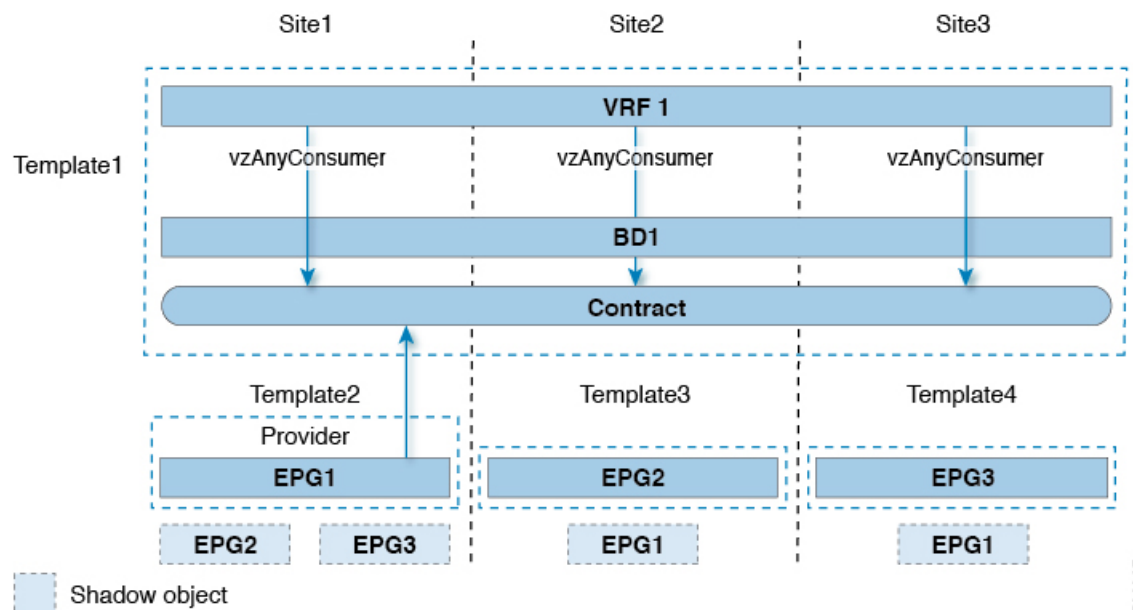 Site1 Site2 Site3
VRF 1
Template1
vzAnyConsumer vzAnyConsumer vzAnyConsumer
BD1
Contract
Template2 Template3 Template4
Provider
EPG1 EPG2 EPG3
EPG2 EPG3 EPG1 EPG1
Shadow object